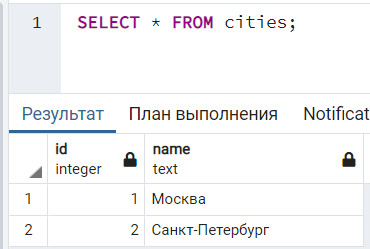 1 SELECT * FROM cities;
Результат План выполнения Notificat
id integer name text
1 1 Москва
2 2 Санкт-Петербург